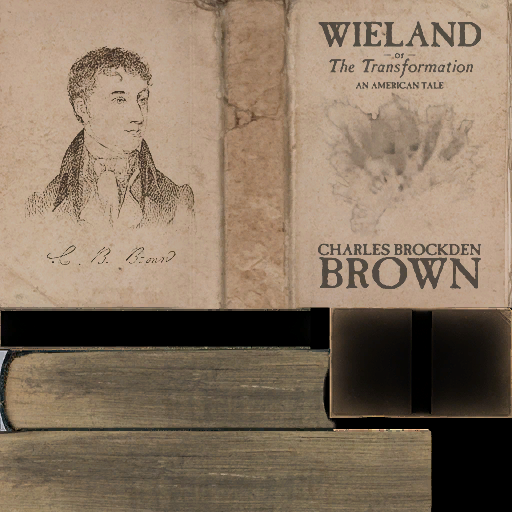 WIELAND
— or —
The Transformation
AN AMERICAN TALE
C. B. Brown
CHARLES BROCKDEN
BROWN